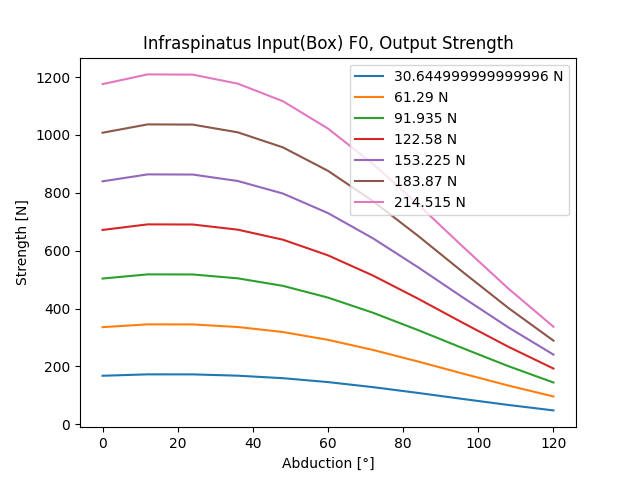 Infraspinatus Input(Box) F0, Output Strength
30.644999999999996 N
61.29 N
91.935 N
122.58 N
153.225 N
183.87 N
214.515 N
Strength [N]
1200
1000
800
600
400
200
0
0 20 40 60 80 100 120
Abduction [°]